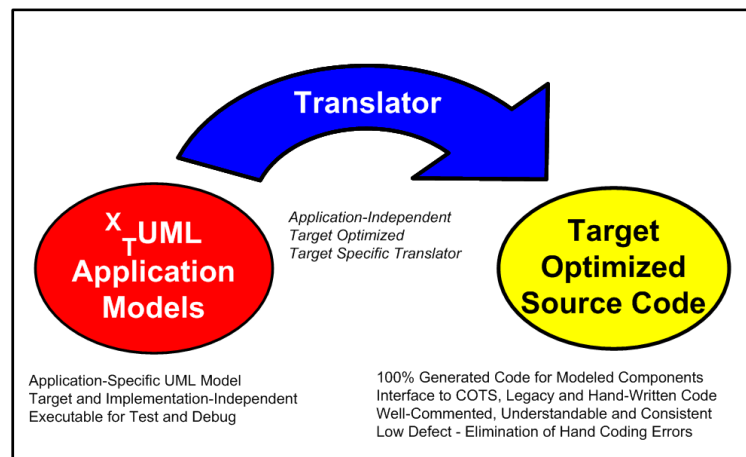 Translator
XTUML
Application
Models
Application-Independent
Target Optimized
Target Specific Translator
Target
Optimized
Source Code
Application-Specific UML Model
Target and Implementation-Independent
Executable for Test and Debug
100% Generated Code for Modeled Components
Interface to COTS, Legacy and Hand-Written Code
Well-Commented, Understandable and Consistent
Low Defect - Elimination of Hand Coding Errors